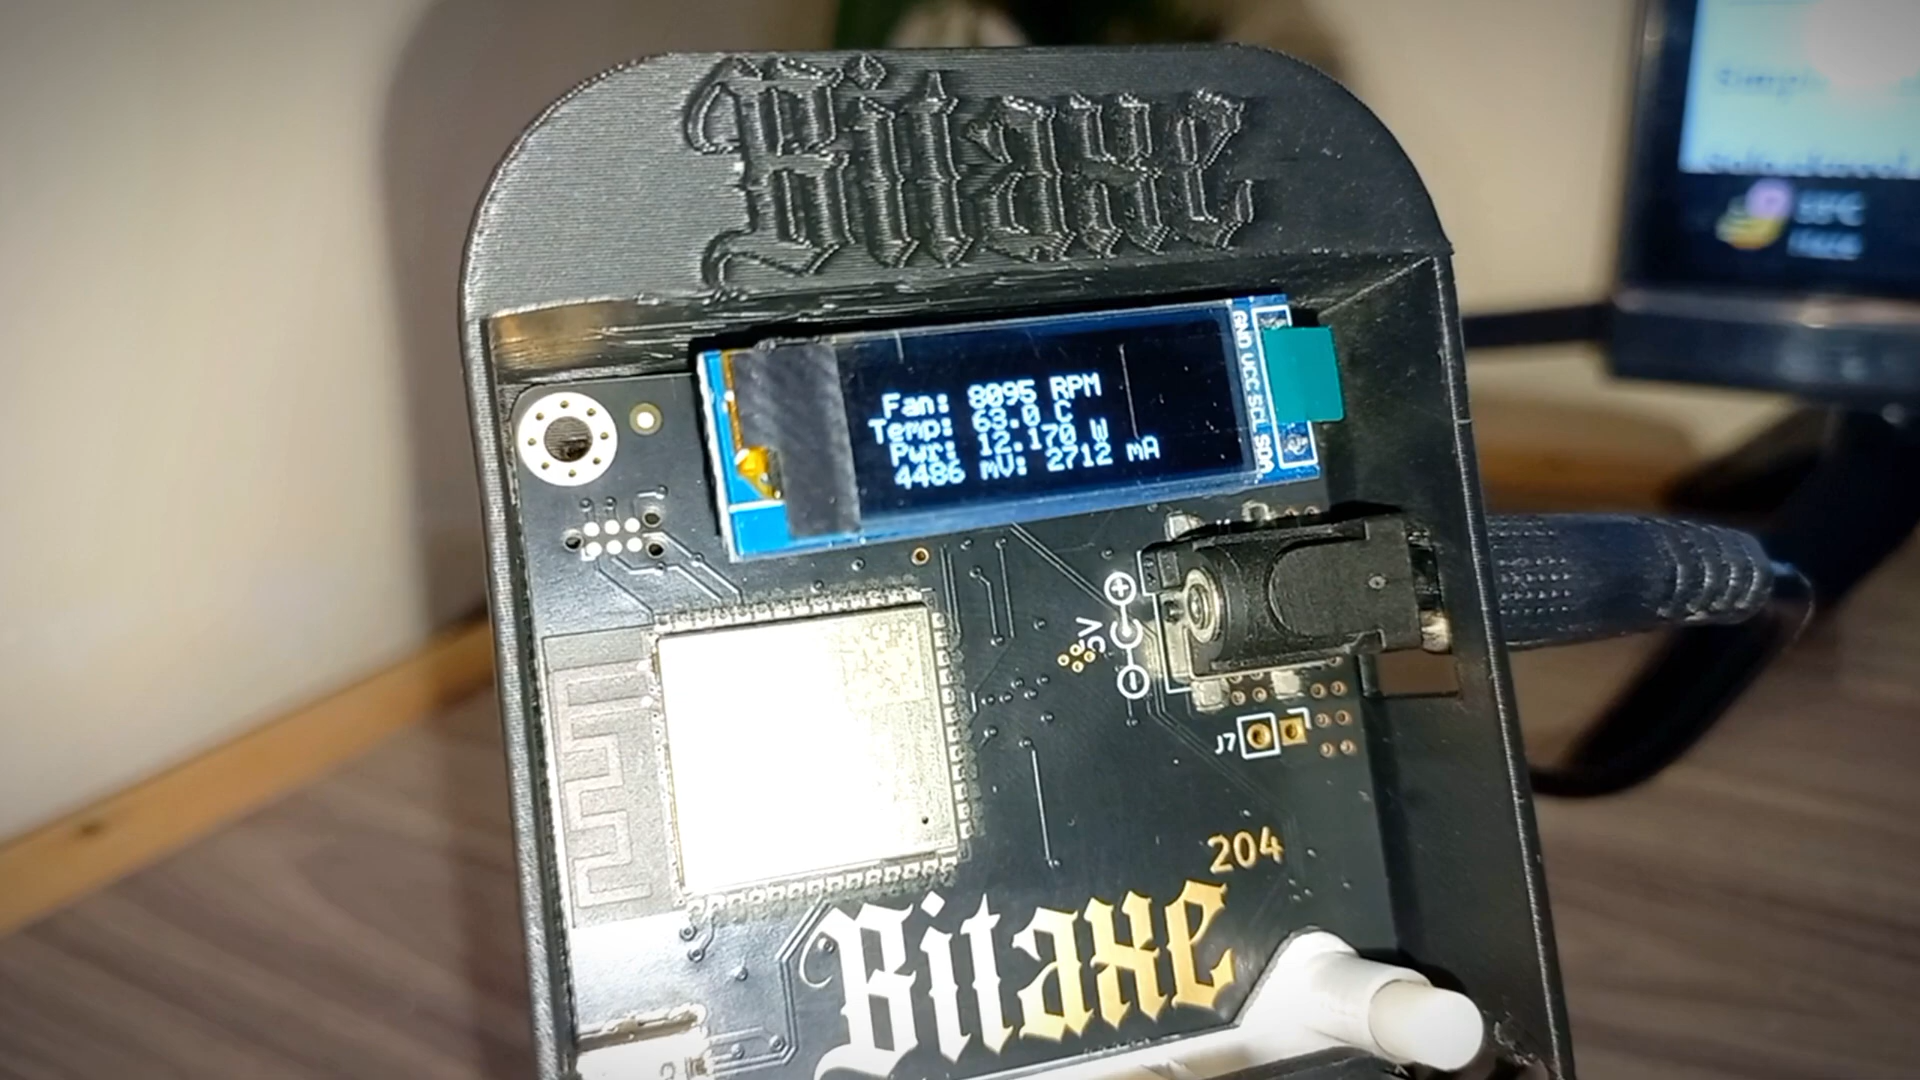 Bitaxe
Fan: 8095 RPM
Temp: 63.0 C
Pwr: 12.170 W
4486 mV: 2712 mA
GND VCC SCL SDA
5V
J7
204
Bitaxe